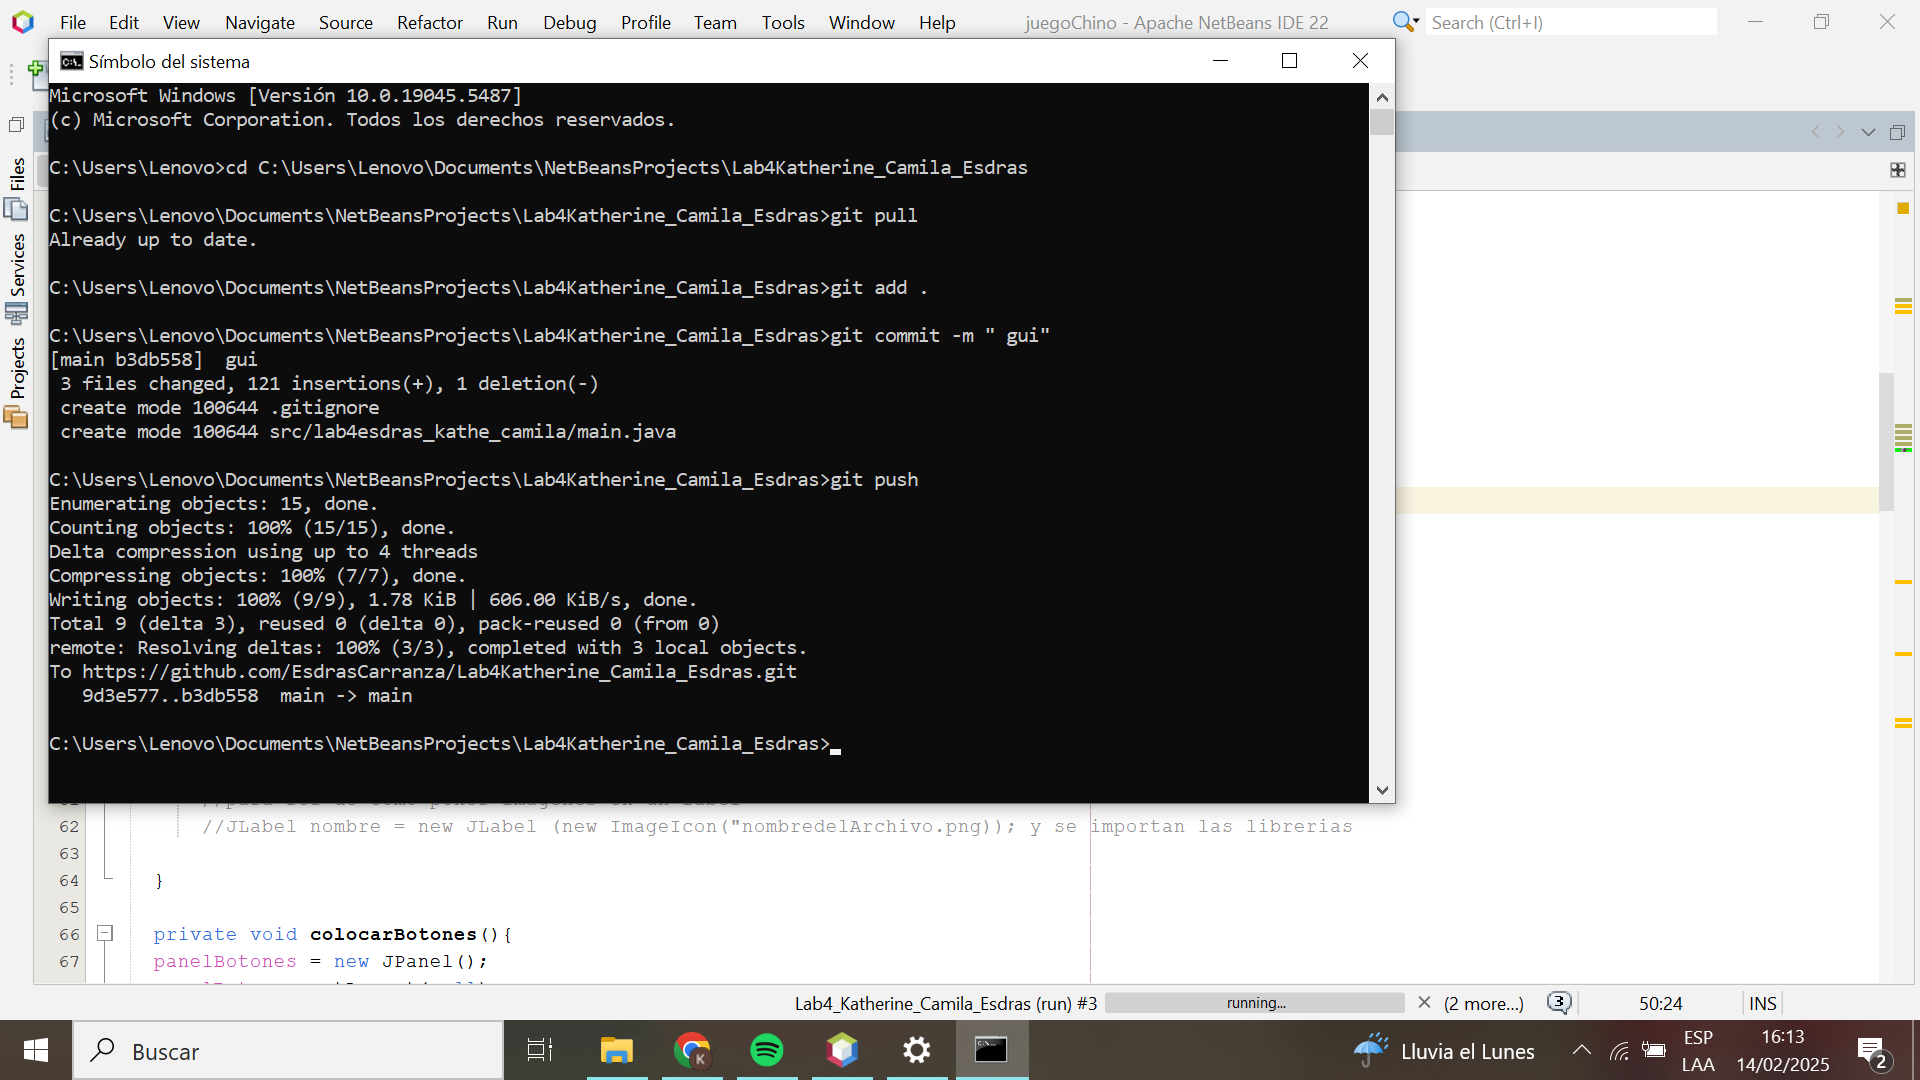 File Edit View Navigate Source Refactor Run Debug Profile Team Tools Window Help juegoChino - Apache NetBeans IDE 22 Search (Ctrl+I)
Símbolo del sistema
Microsoft Windows [Versión 10.0.19045.5487]
(c) Microsoft Corporation. Todos los derechos reservados.
C:\Users\Lenovo>cd C:\Users\Lenovo\Documents\NetBeansProjects\Lab4Katherine_Camila_Esdras
C:\Users\Lenovo\Documents\NetBeansProjects\Lab4Katherine_Camila_Esdras>git pull
Already up to date.
C:\Users\Lenovo\Documents\NetBeansProjects\Lab4Katherine_Camila_Esdras>git add .
C:\Users\Lenovo\Documents\NetBeansProjects\Lab4Katherine_Camila_Esdras>git commit -m " gui"
[main b3db558]  gui
3 files changed, 121 insertions(+), 1 deletion(-)
create mode 100644 .gitignore
create mode 100644 src/lab4esdras_kathe_camila/main.java
C:\Users\Lenovo\Documents\NetBeansProjects\Lab4Katherine_Camila_Esdras>git push
Enumerating objects: 15, done.
Counting objects: 100% (15/15), done.
Delta compression using up to 4 threads
Compressing objects: 100% (7/7), done.
Writing objects: 100% (9/9), 1.78 KiB | 606.00 KiB/s, done.
Total 9 (delta 3), reused 0 (delta 0), pack-reused 0 (from 0)
remote: Resolving deltas: 100% (3/3), completed with 3 local objects.
To https://github.com/EsdrasCarranza/Lab4Katherine_Camila_Esdras.git
9d3e577..b3db558  main -> main
C:\Users\Lenovo\Documents\NetBeansProjects\Lab4Katherine_Camila_Esdras>
Files
Services
Projects
62 //JLabel nombre = new JLabel (new ImageIcon("nombredelArchivo.png)); y se importan las librerias
63
64 }
65
66 private void colocarBotones(){
67 panelBotones = new JPanel();
Lab4_Katherine_Camila_Esdras (run) #3 running... (2 more...) 3 50:24 INS
Buscar
Lluvia el Lunes
ESP
LAA
16:13
14/02/2025
2